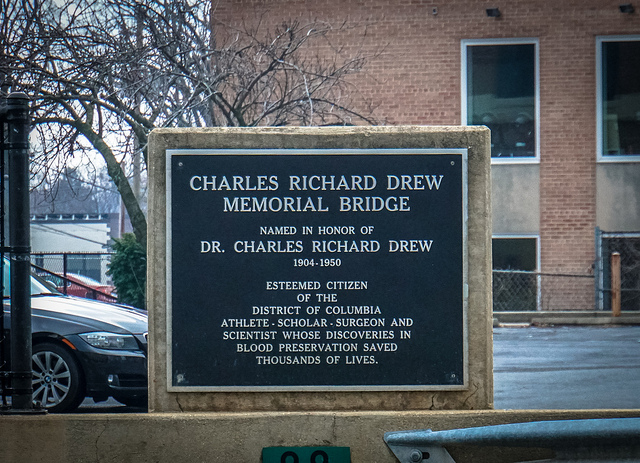 CHARLES RICHARD DREW
MEMORIAL BRIDGE
NAMED IN HONOR OF
DR. CHARLES RICHARD DREW
1904-1950
ESTEEMED CITIZEN
OF THE
DISTRICT OF COLUMBIA
ATHLETE - SCHOLAR - SURGEON AND
SCIENTIST WHOSE DISCOVERIES IN
BLOOD PRESERVATION SAVED
THOUSANDS OF LIVES.